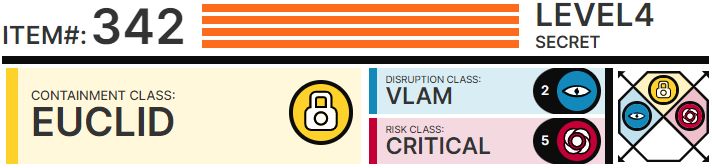 ITEM#: 342
LEVEL4
SECRET
CONTAINMENT CLASS:
EUCLID
DISRUPTION CLASS:
VLAM
2
RISK CLASS:
CRITICAL
5